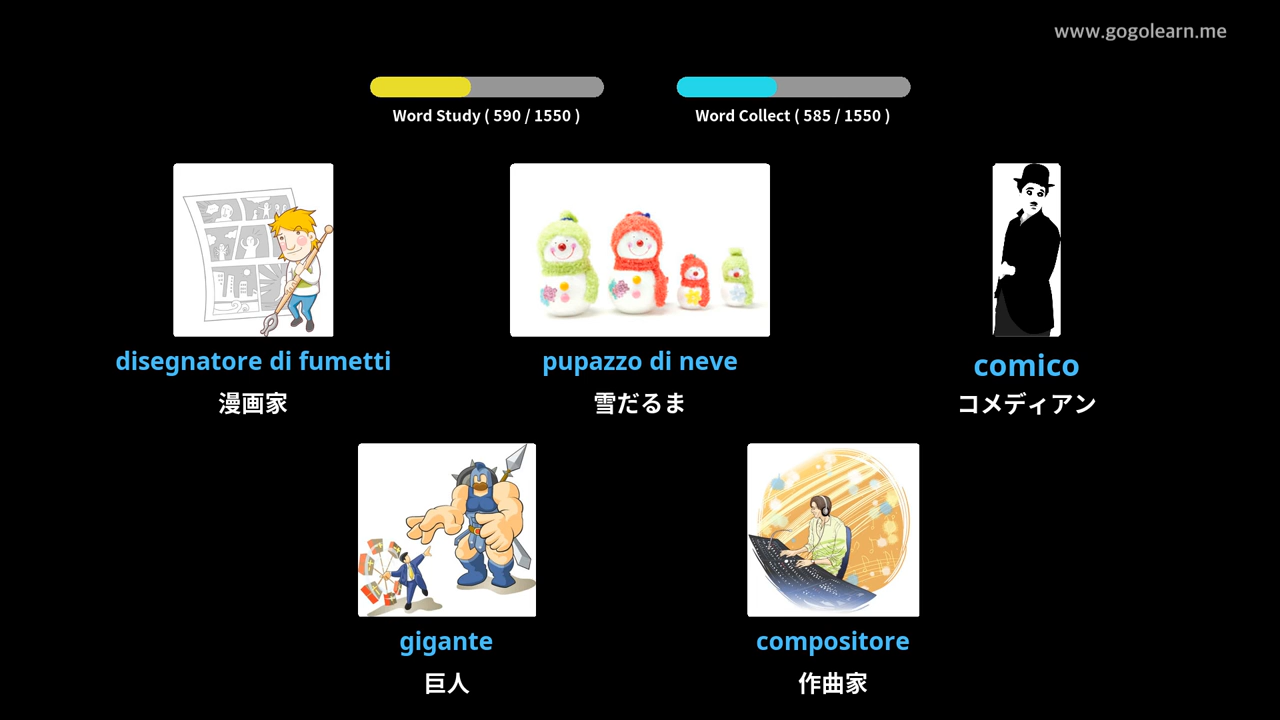 www.gogolearn.me
Word Study ( 590 / 1550 )
Word Collect ( 585 / 1550 )
disegnatore di fumetti
漫画家
pupazzo di neve
雪だるま
comico
コメディアン
gigante
巨人
compositore
作曲家